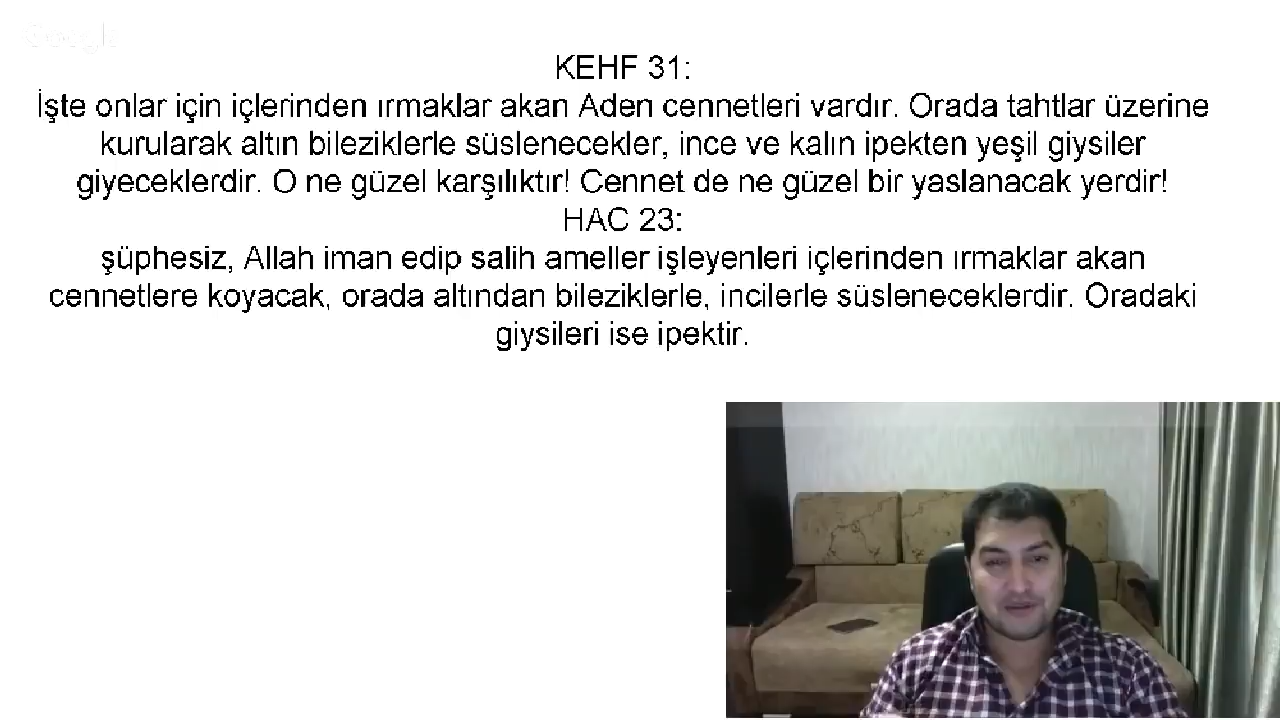 Google
KEHF 31:
İşte onlar için içlerinden ırmaklar akan Aden cennetleri vardır. Orada tahtlar üzerine
kurularak altın bileziklerle süslenecekler, ince ve kalın ipekten yeşil giysiler
giyeceklerdir. O ne güzel karşılıktır! Cennet de ne güzel bir yaslanacak yerdir!
HAC 23:
şüphesiz, Allah iman edip salih ameller işleyenleri içlerinden ırmaklar akan
cennetlere koyacak, orada altından bileziklerle, incilerle süsleneceklerdir. Oradaki
giysileri ise ipektir.